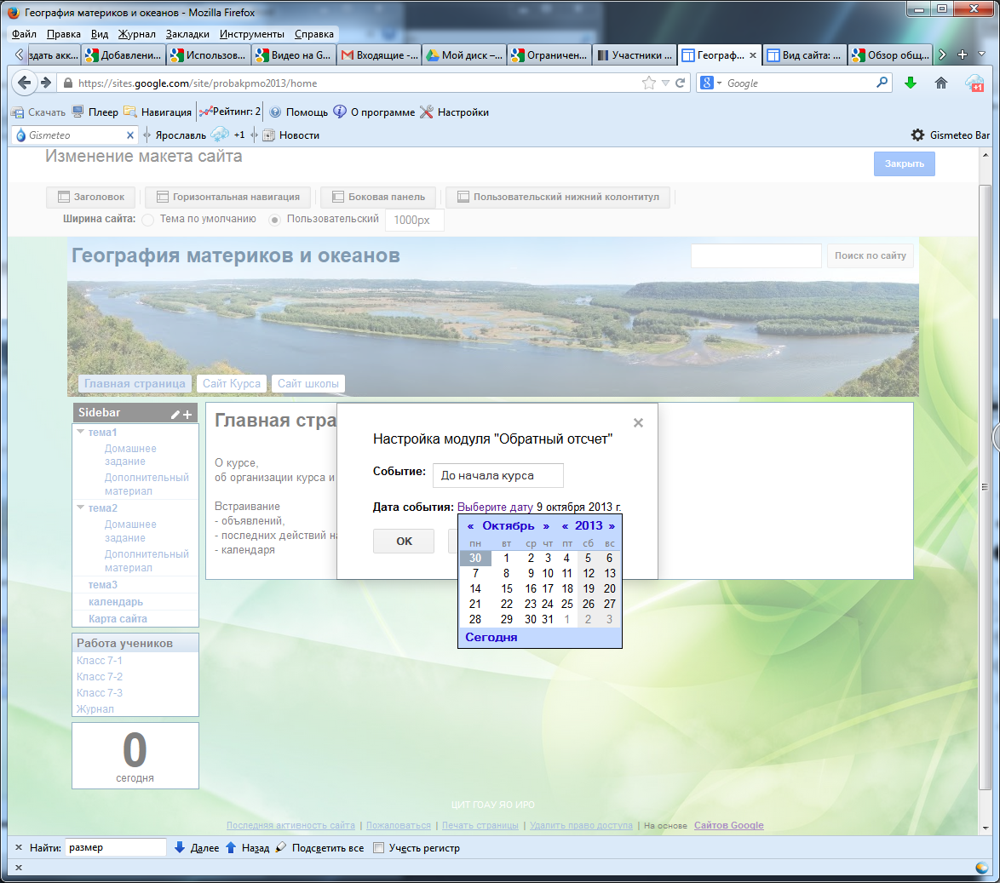 География материков и океанов - Mozilla Firefox
Файл Правка Вид Журнал Закладки Инструменты Справка
здать акк... Добавлени... Использов... Видео на G... Входящие -... Мой диск –... Ограничен... Участники ... Географ... Вид сайта: ... Обзор общ...
https://sites.google.com/site/probakpmo2013/home
Google
+1
Скачать Плеер Навигация Рейтинг: 2 Помощь О программе Настройки
Gismeteo Ярославль +1 Новости Gismeteo Bar
Изменение макета сайта
Закрыть
Заголовок Горизонтальная навигация Боковая панель Пользовательский нижний колонтитул
Ширина сайта: Тема по умолчанию Пользовательский 1000px
География материков и океанов
Поиск по сайту
Главная страница Сайт Курса Сайт школы
Sidebar
тема1
Домашнее
задание
Дополнительный
материал
тема2
Домашнее
задание
Дополнительный
материал
тема3
календарь
Карта сайта
Работа учеников
Класс 7-1
Класс 7-2
Класс 7-3
Журнал
0
сегодня
Главная стра
О курсе,
об организации курса и
Встраивание
- объявлений,
- последних действий на
- календаря
Настройка модуля "Обратный отсчет"
Событие: До начала курса
Дата события: Выберите дату 9 октября 2013 г.
OK
« Октябрь » « 2013 »
пн вт ср чт пт сб вс
30 1 2 3 4 5 6
7 8 9 10 11 12 13
14 15 16 17 18 19 20
21 22 23 24 25 26 27
28 29 30 31 1 2 3
Сегодня
ЦИТ ГОАУ ЯО ИРО
Последняя активность сайта | Пожаловаться | Печать страницы | Удалить право доступа | На основе Сайтов Google
Найти: размер Далее Назад Подсветить все Учесть регистр